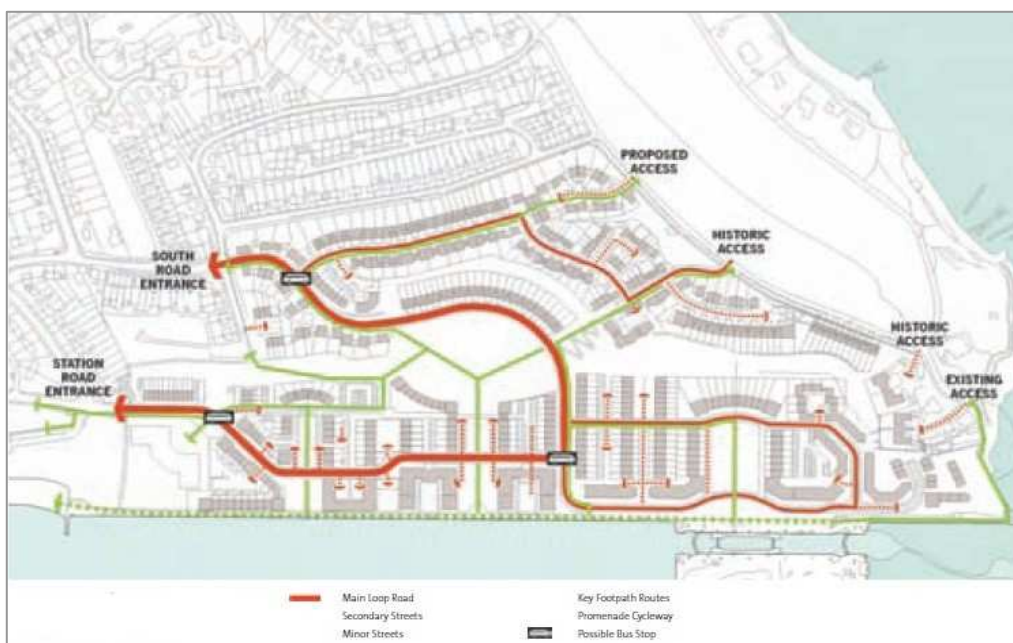 PROPOSED
ACCESS
HISTORIC
ACCESS
SOUTH
ROAD
ENTRANCE
HISTORIC
ACCESS
STATION
ROAD
ENTRANCE
EXISTING
ACCESS
Main Loop Road
Secondary Streets
Minor Streets
Key Footpath Routes
Promenade Cycleway
Possible Bus Stop